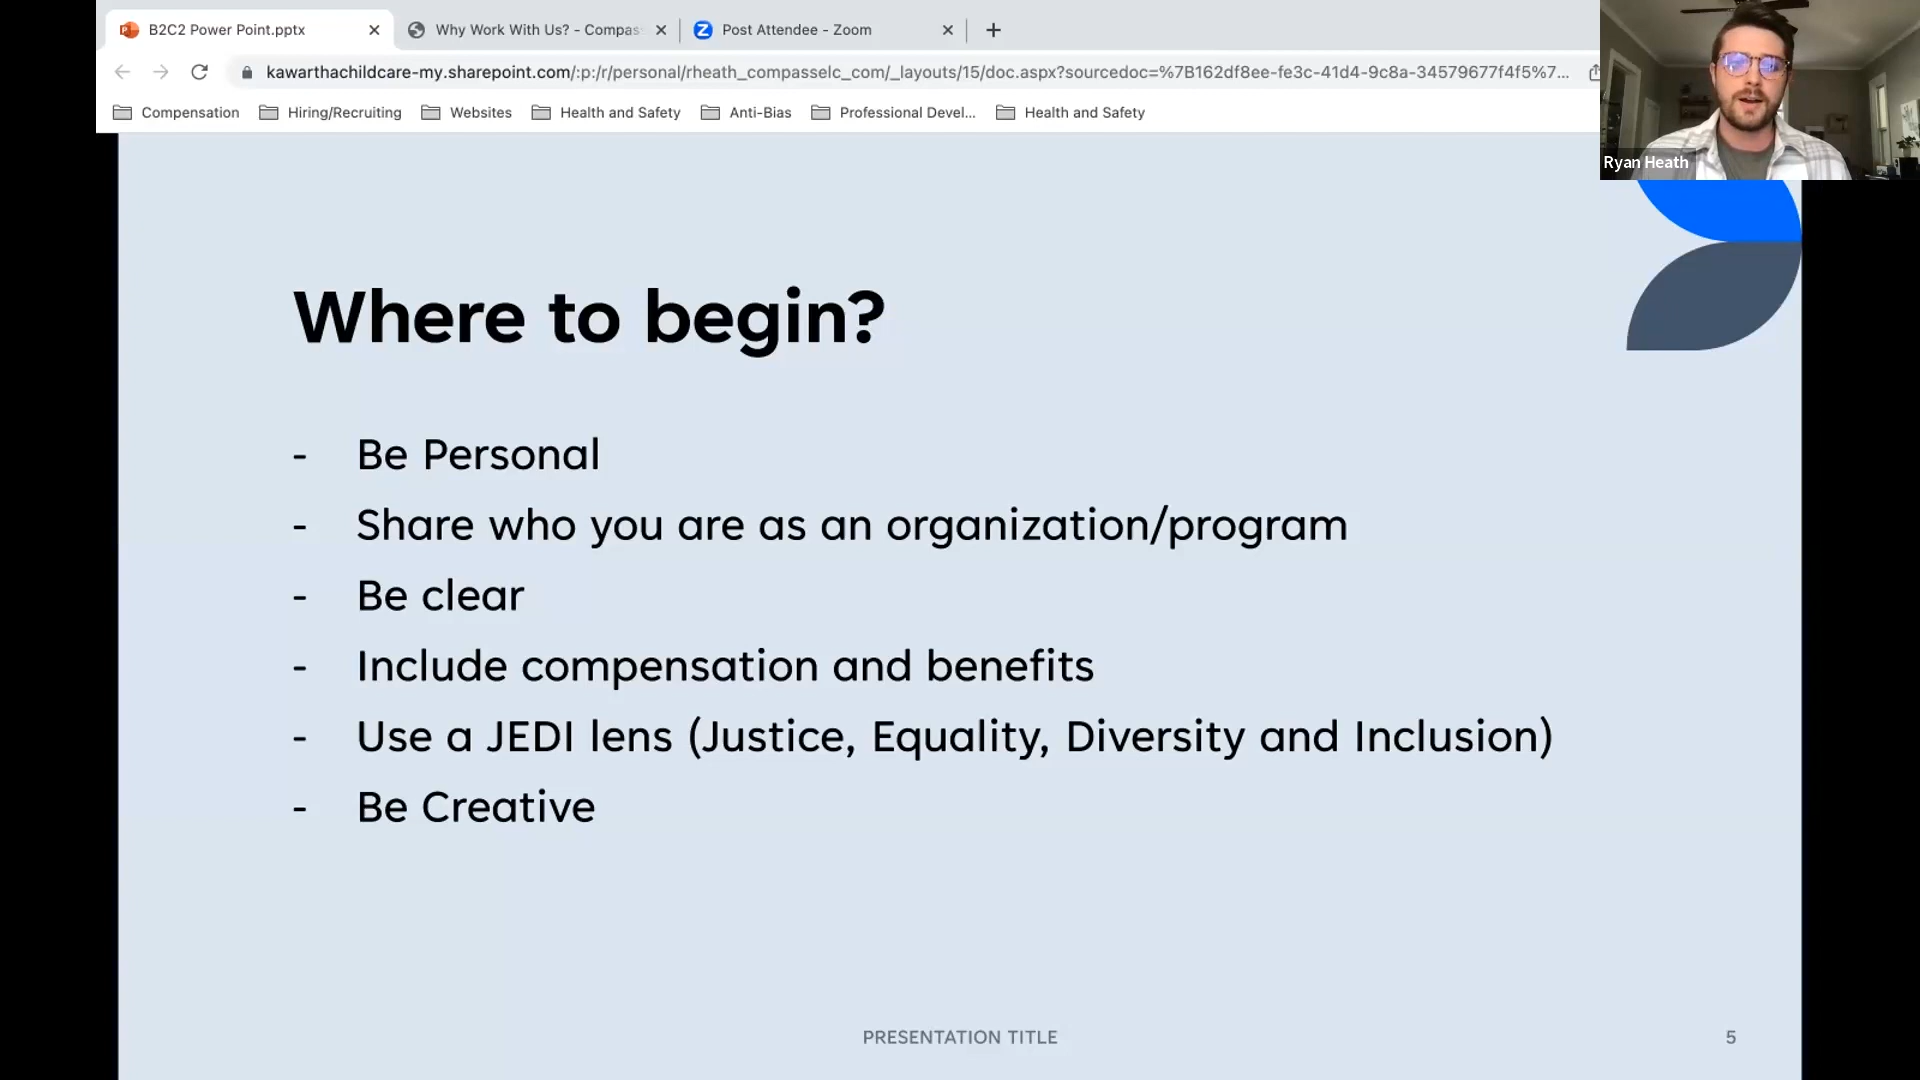 B2C2 Power Point.pptx
Why Work With Us? - Compas
Post Attendee - Zoom
kawarthachildcare-my.sharepoint.com/:p:/r/personal/rheath_compasselc_com/_layouts/15/doc.aspx?sourcedoc=%7B162df8ee-fe3c-41d4-9c8a-34579677f4f5%7...
Compensation
Hiring/Recruiting
Websites
Health and Safety
Anti-Bias
Professional Devel...
Health and Safety
Ryan Heath
Where to begin?
- Be Personal
- Share who you are as an organization/program
- Be clear
- Include compensation and benefits
- Use a JEDI lens (Justice, Equality, Diversity and Inclusion)
- Be Creative
PRESENTATION TITLE
5